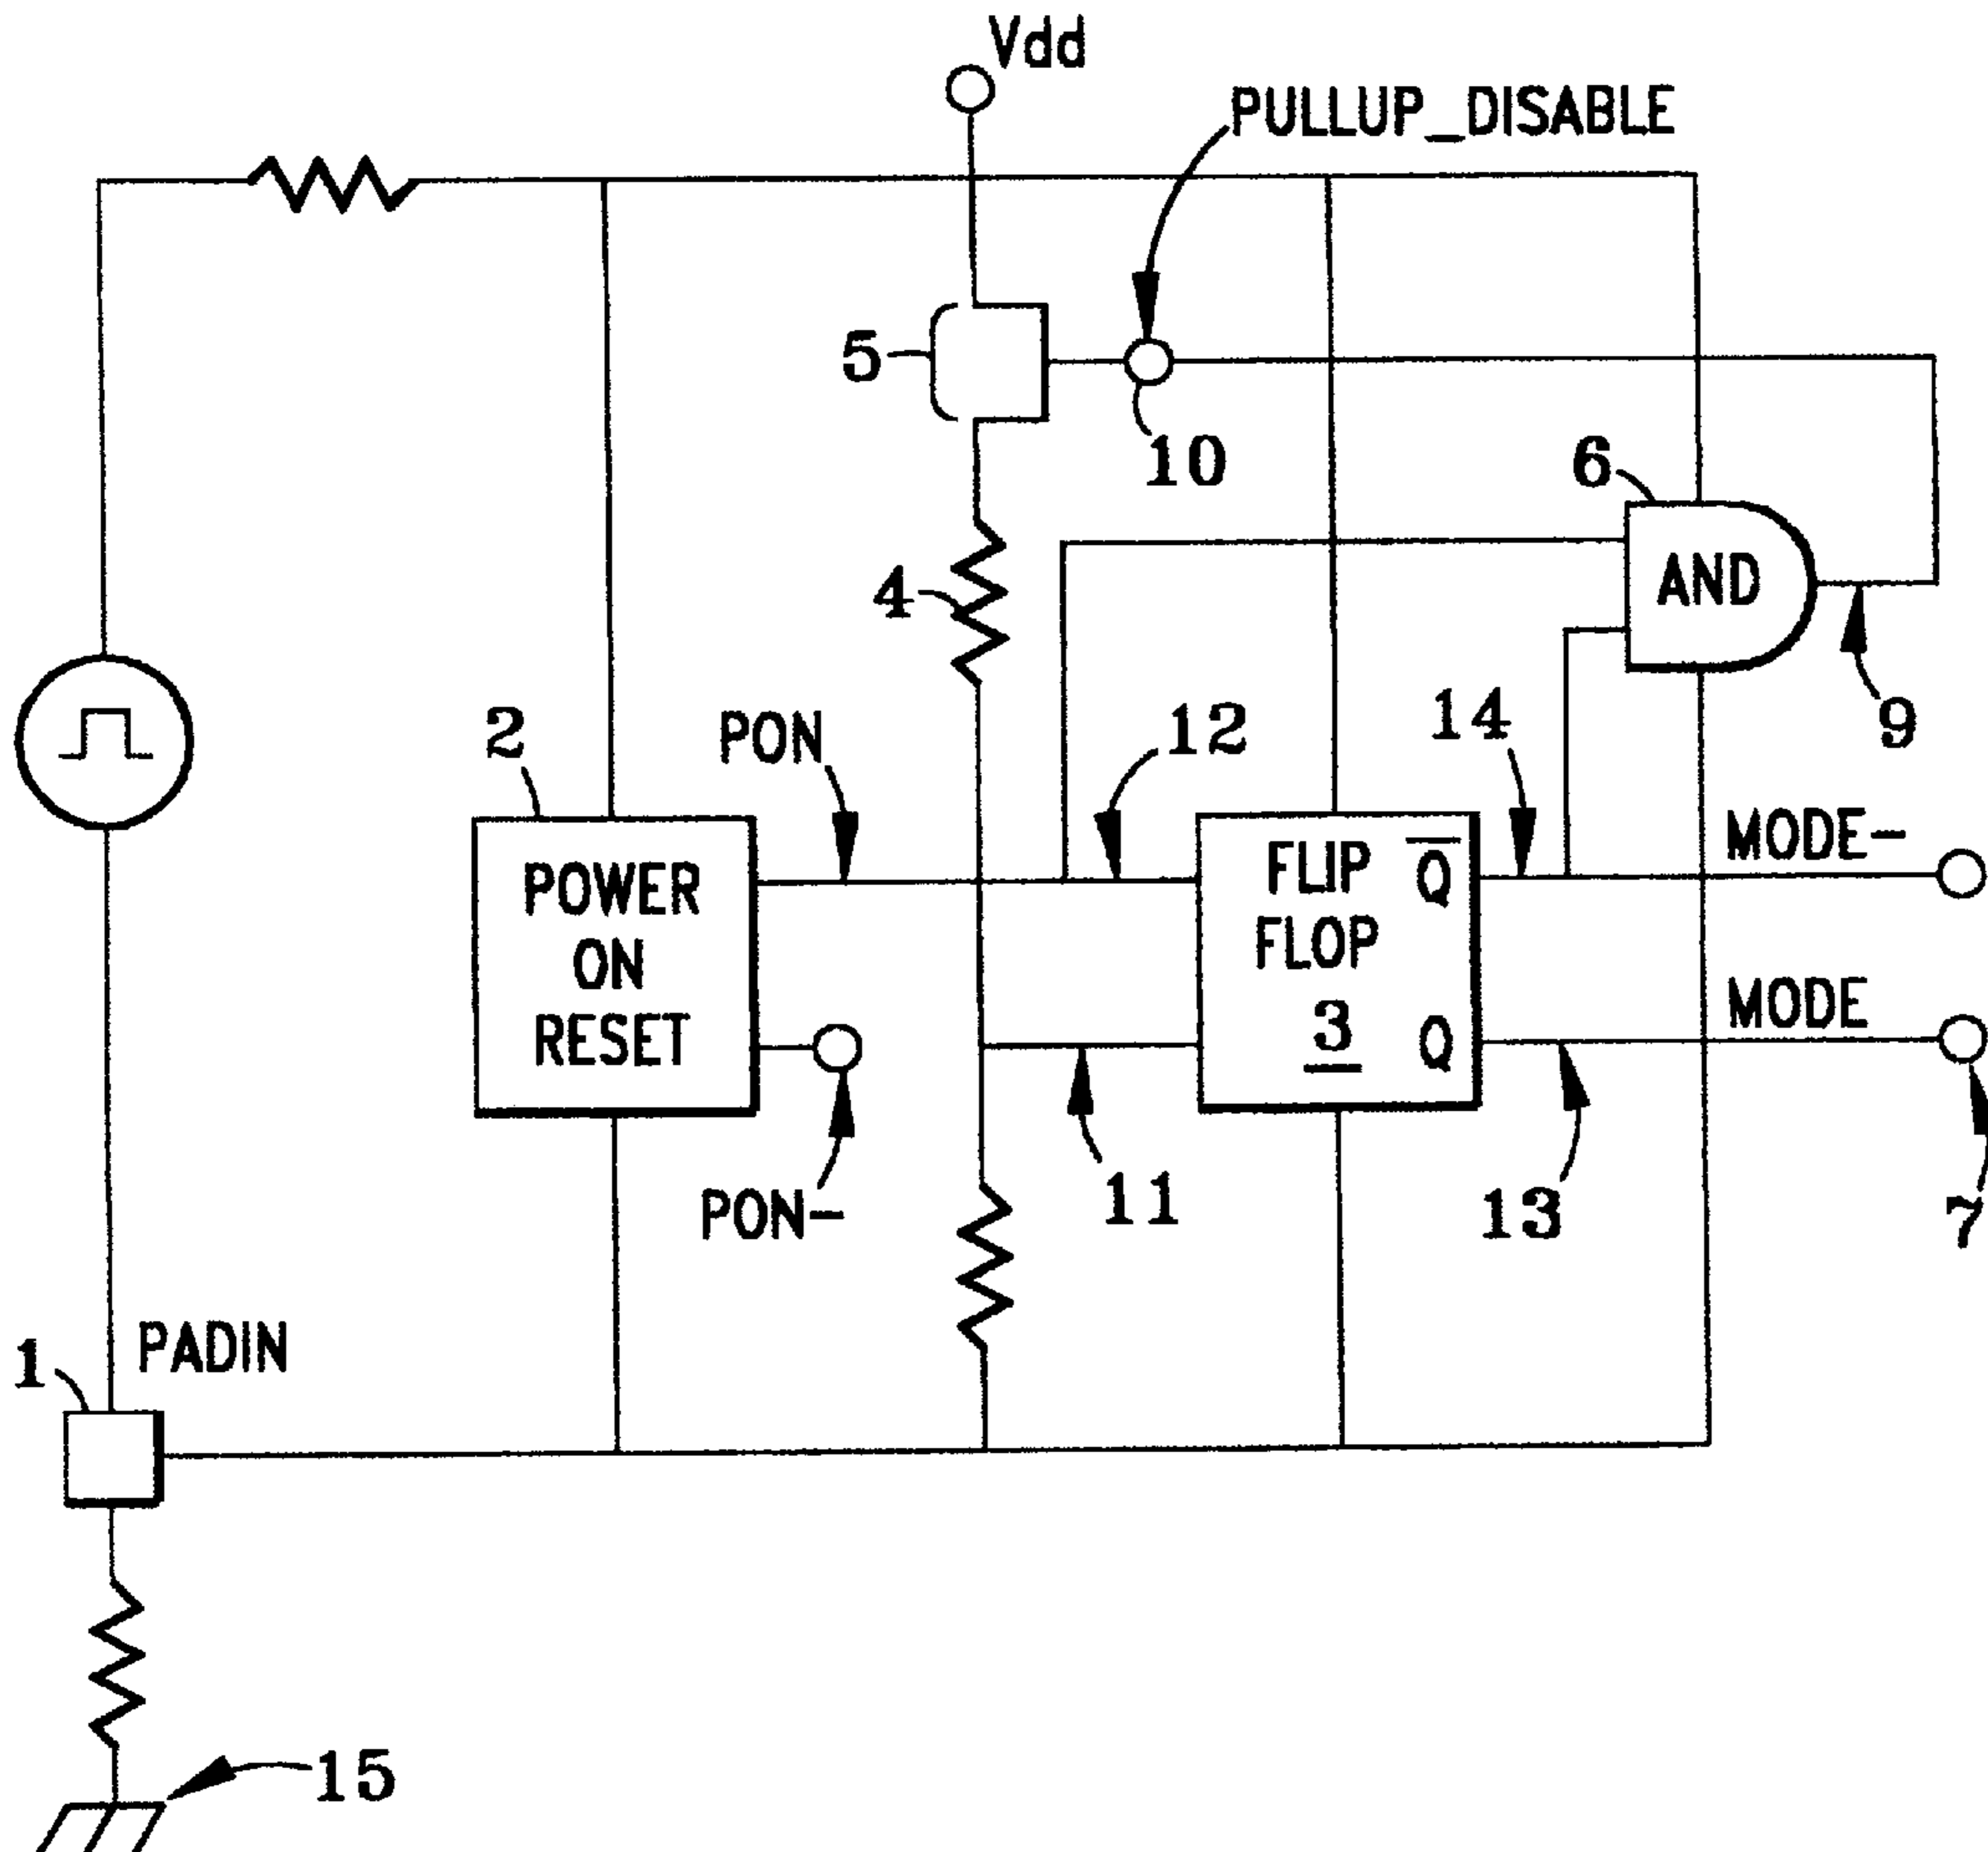 Vdd
PULLUP_DISABLE
5
10
6
AND
4
9
2
PON
12
14
MODE-
POWER
ON
RESET
FLIP
FLOP
3
Q
Q
MODE
PON-
11
13
7
1
PADIN
15